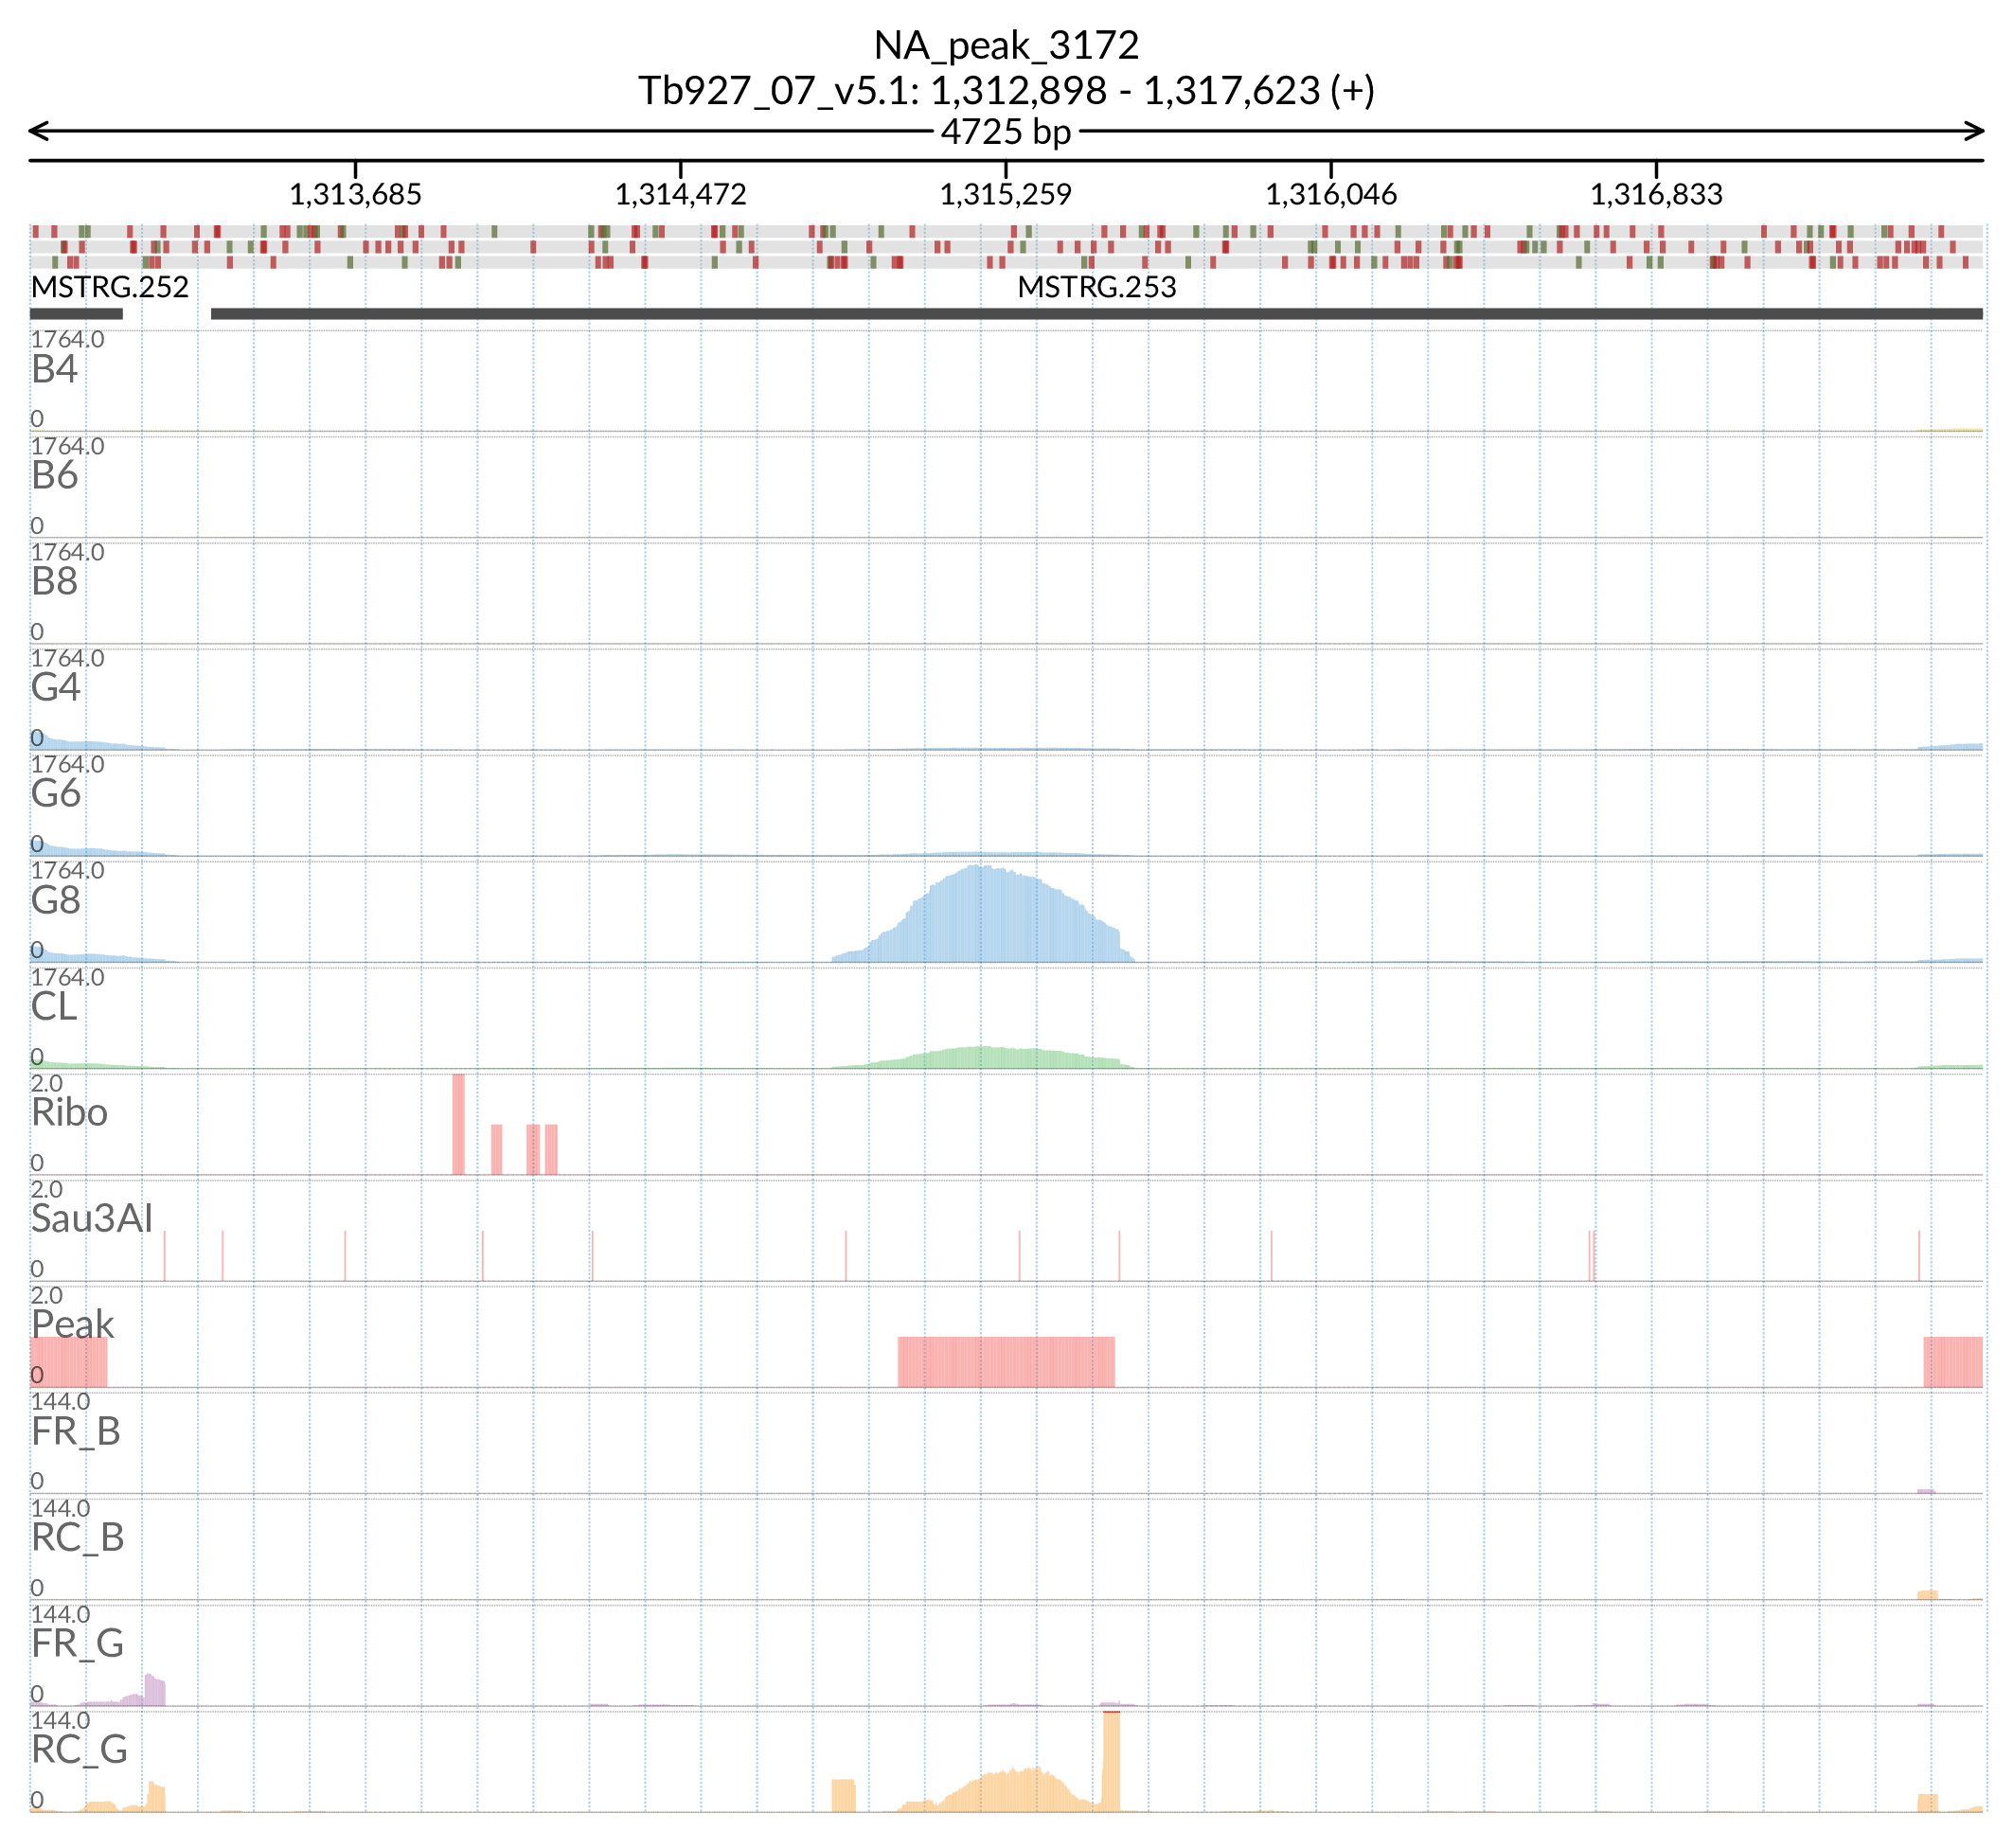 NA_peak_3172
Tb927_07_v5.1: 1,312,898 - 1,317,623 (+)
4725 bp
1,313,685 1,314,472 1,315,259 1,316,046 1,316,833
MSTRG.252 MSTRG.253
1764.0
B4
0
1764.0
B6
0
1764.0
B8
0
1764.0
G4
0
1764.0
G6
0
1764.0
G8
0
1764.0
CL
0
2.0
Ribo
0
2.0
Sau3AI
0
2.0
Peak
0
144.0
FR_B
0
144.0
RC_B
0
144.0
FR_G
0
144.0
RC_G
0